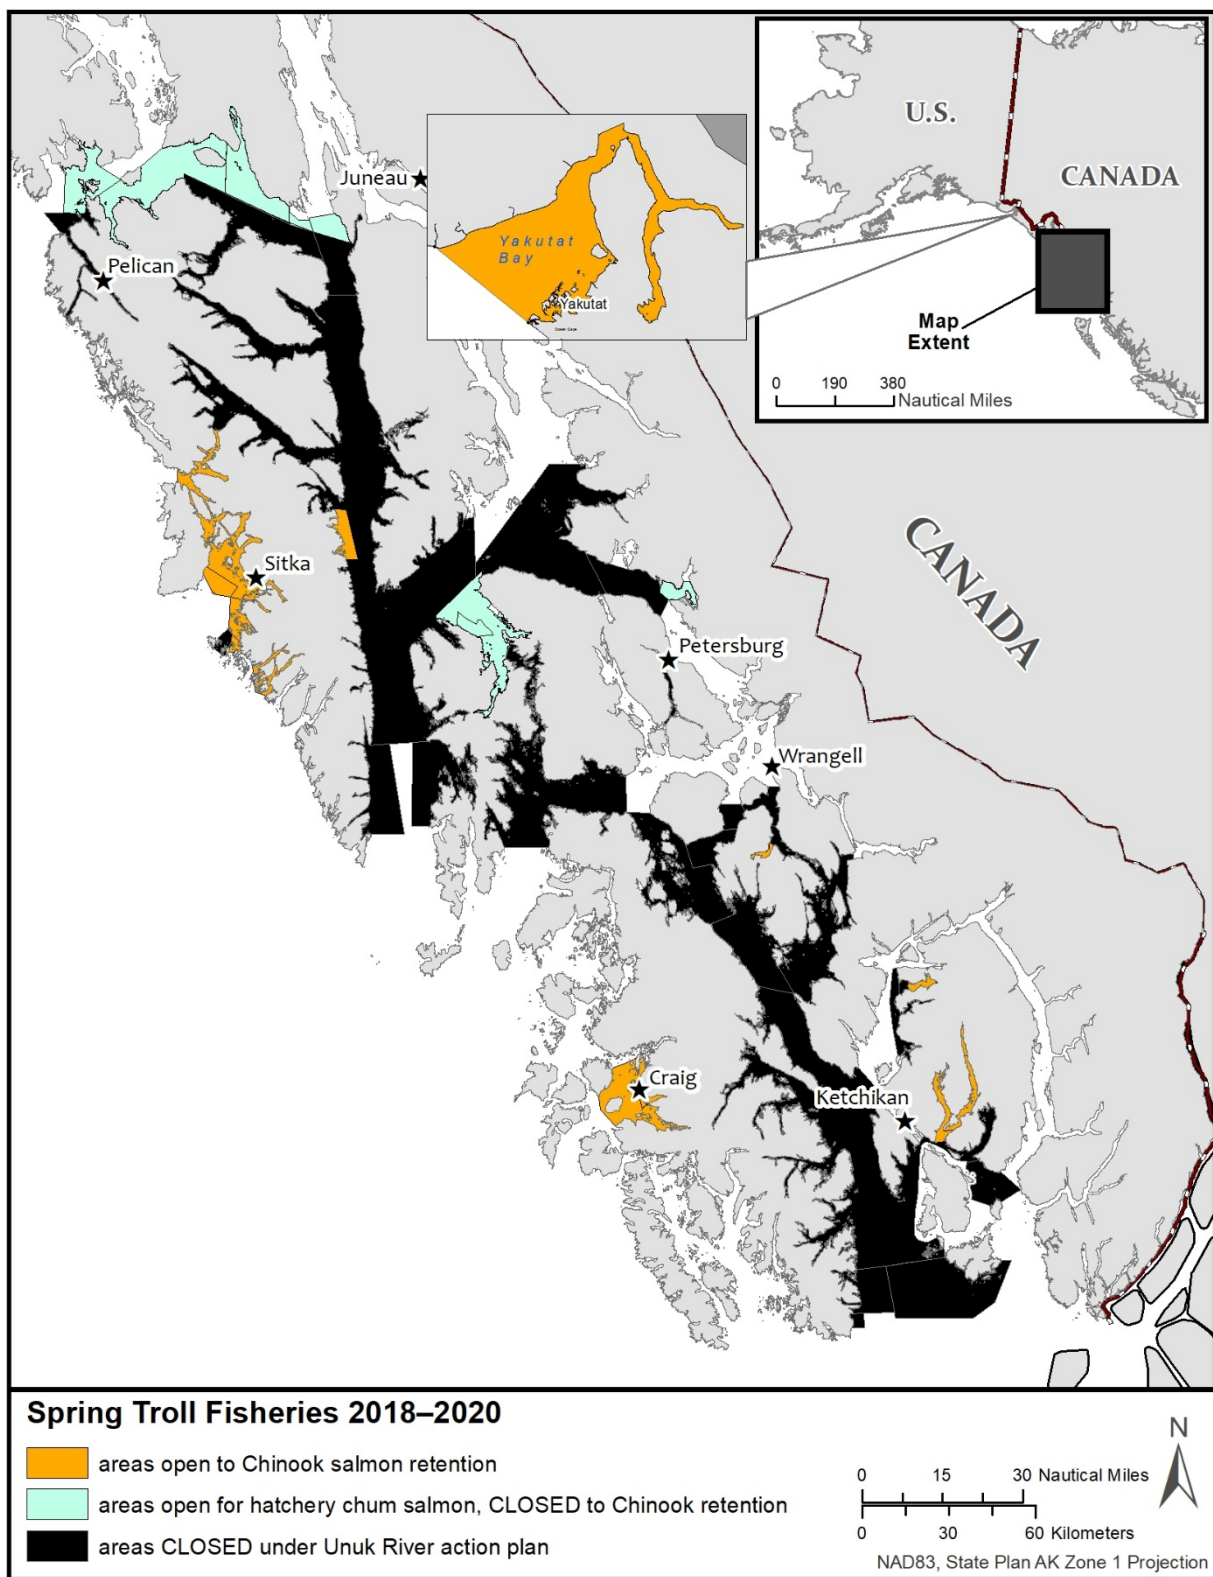 U.S.
CANADA
Map
Extent
0 190 380
Nautical Miles
Juneau
Yakutat
Bay
Yakutat
Pelican
CANADA
Sitka
Petersburg
Wrangell
Craig
Ketchikan
Spring Troll Fisheries 2018–2020
areas open to Chinook salmon retention
areas open for hatchery chum salmon, CLOSED to Chinook retention
areas CLOSED under Unuk River action plan
N
0 15 30 Nautical Miles
0 30 60 Kilometers
NAD83, State Plan AK Zone 1 Projection